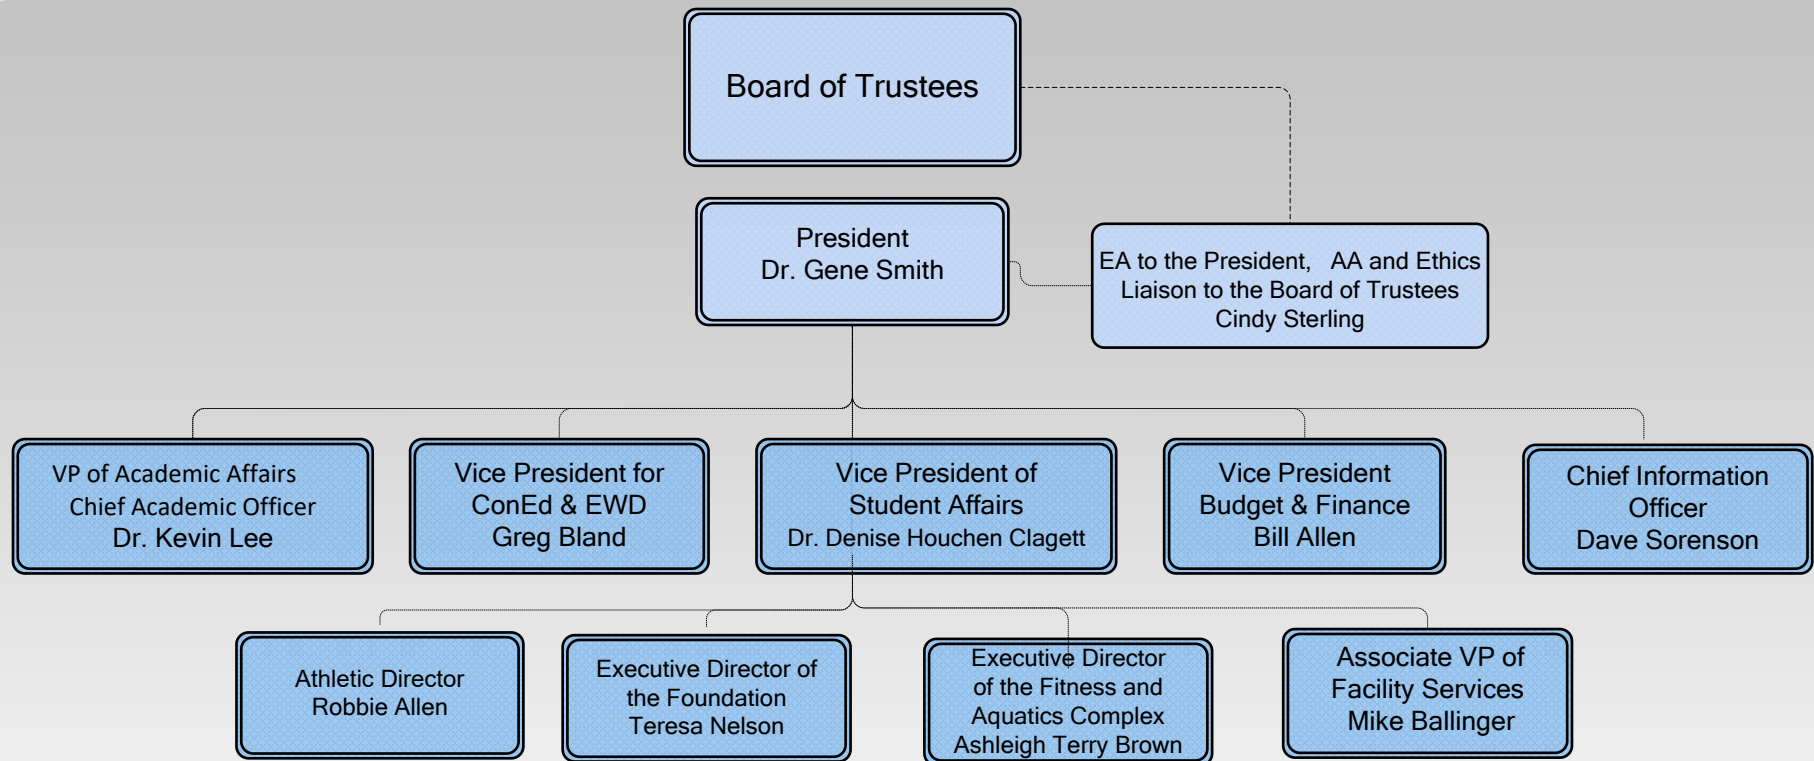 Board of Trustees
President
Dr. Gene Smith
EA to the President, AA and Ethics
Liaison to the Board of Trustees
Cindy Sterling
VP of Academic Affairs
Chief Academic Officer
Dr. Kevin Lee
Vice President for
ConEd & EWD
Greg Bland
Vice President of
Student Affairs
Dr. Denise Houchen Clagett
Vice President
Budget & Finance
Bill Allen
Chief Information
Officer
Dave Sorenson
Athletic Director
Robbie Allen
Executive Director of
the Foundation
Teresa Nelson
Executive Director
of the Fitness and
Aquatics Complex
Ashleigh Terry Brown
Associate VP of
Facility Services
Mike Ballinger